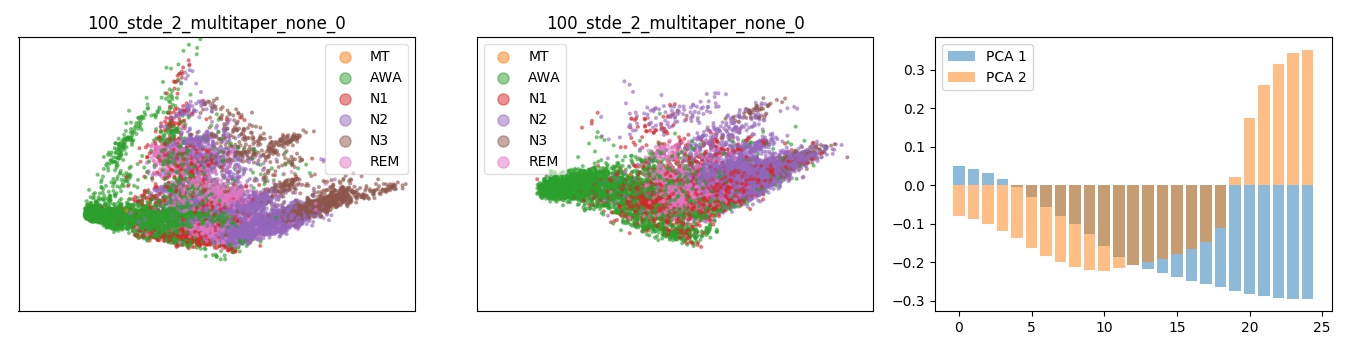 100_stde_2_multitaper_none_0
MT
AWA
N1
N2
N3
REM
100_stde_2_multitaper_none_0
MT
AWA
N1
N2
N3
REM
PCA 1
PCA 2
0.3
0.2
0.1
0.0
−0.1
−0.2
−0.3
0 5 10 15 20 25